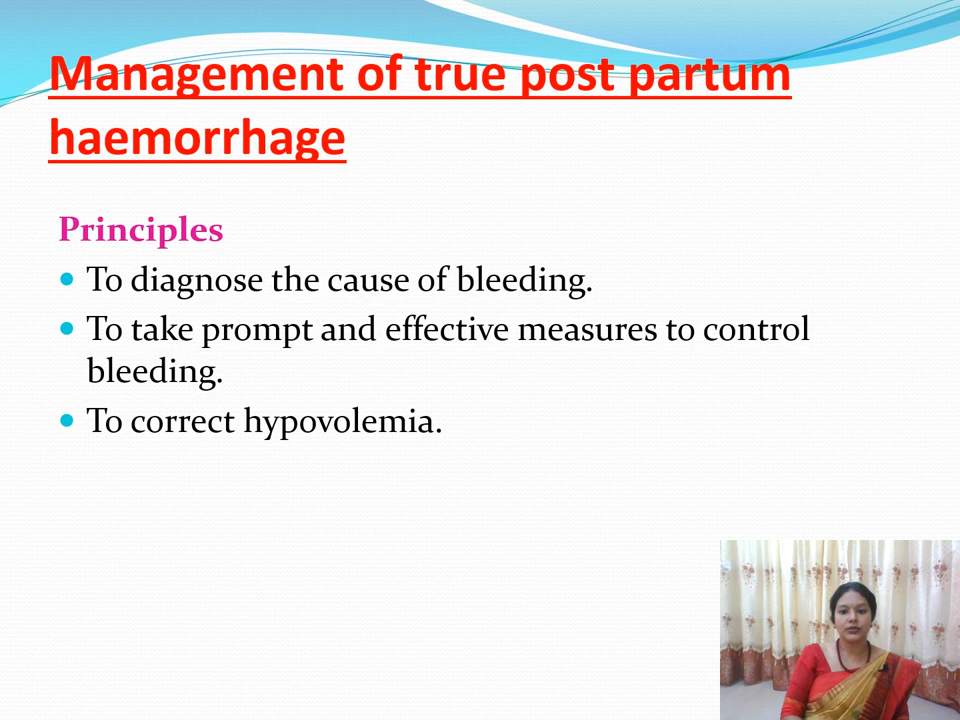 Management of true post partum
haemorrhage
Principles
To diagnose the cause of bleeding.
To take prompt and effective measures to control
bleeding.
To correct hypovolemia.